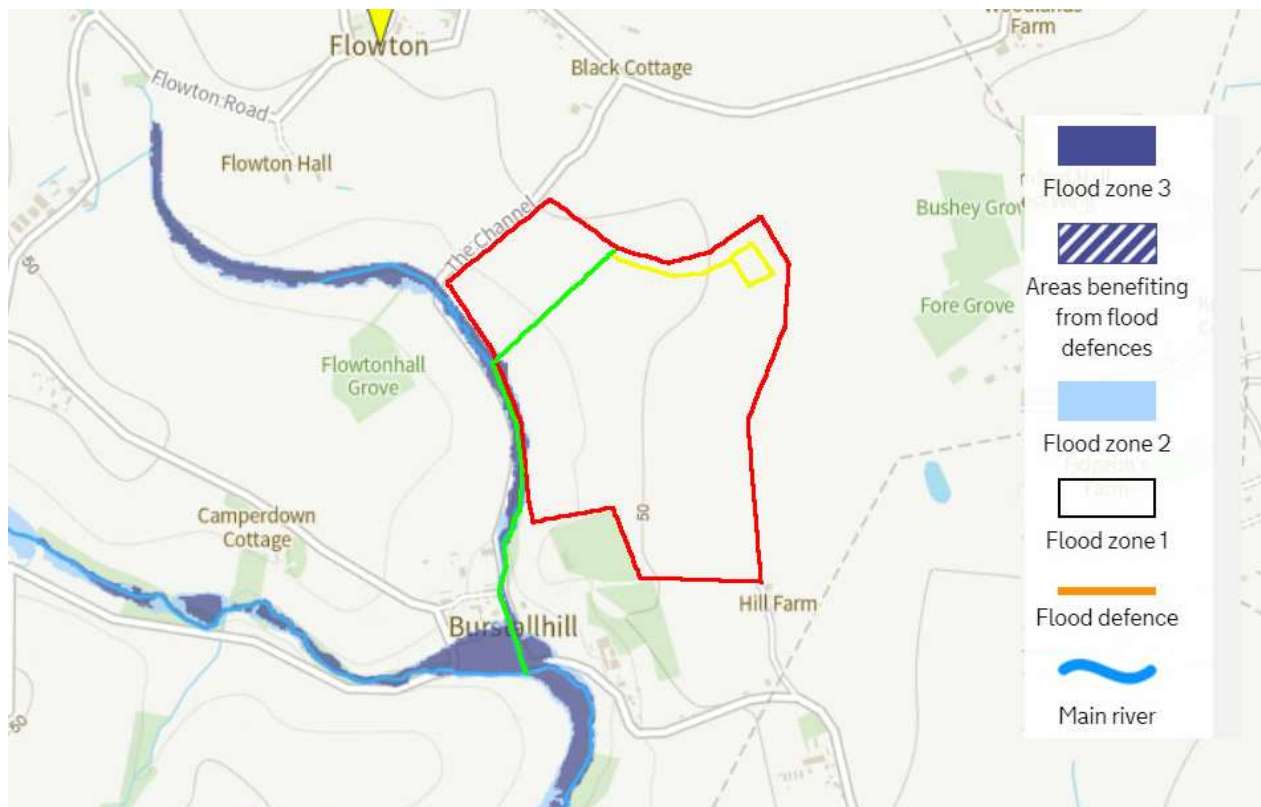 Woodlands
Farm
Flowton
Black Cottage
Flowton Road
Flowton Hall
The Channel
Bushey Grove
Fore Grove
50
Flowtonhall
Grove
Camperdown
Cottage
50
Hill Farm
Burstallhill
50
50
Flood zone 3
Areas benefiting
from flood
defences
Flood zone 2
Flood zone 1
Flood defence
Main river